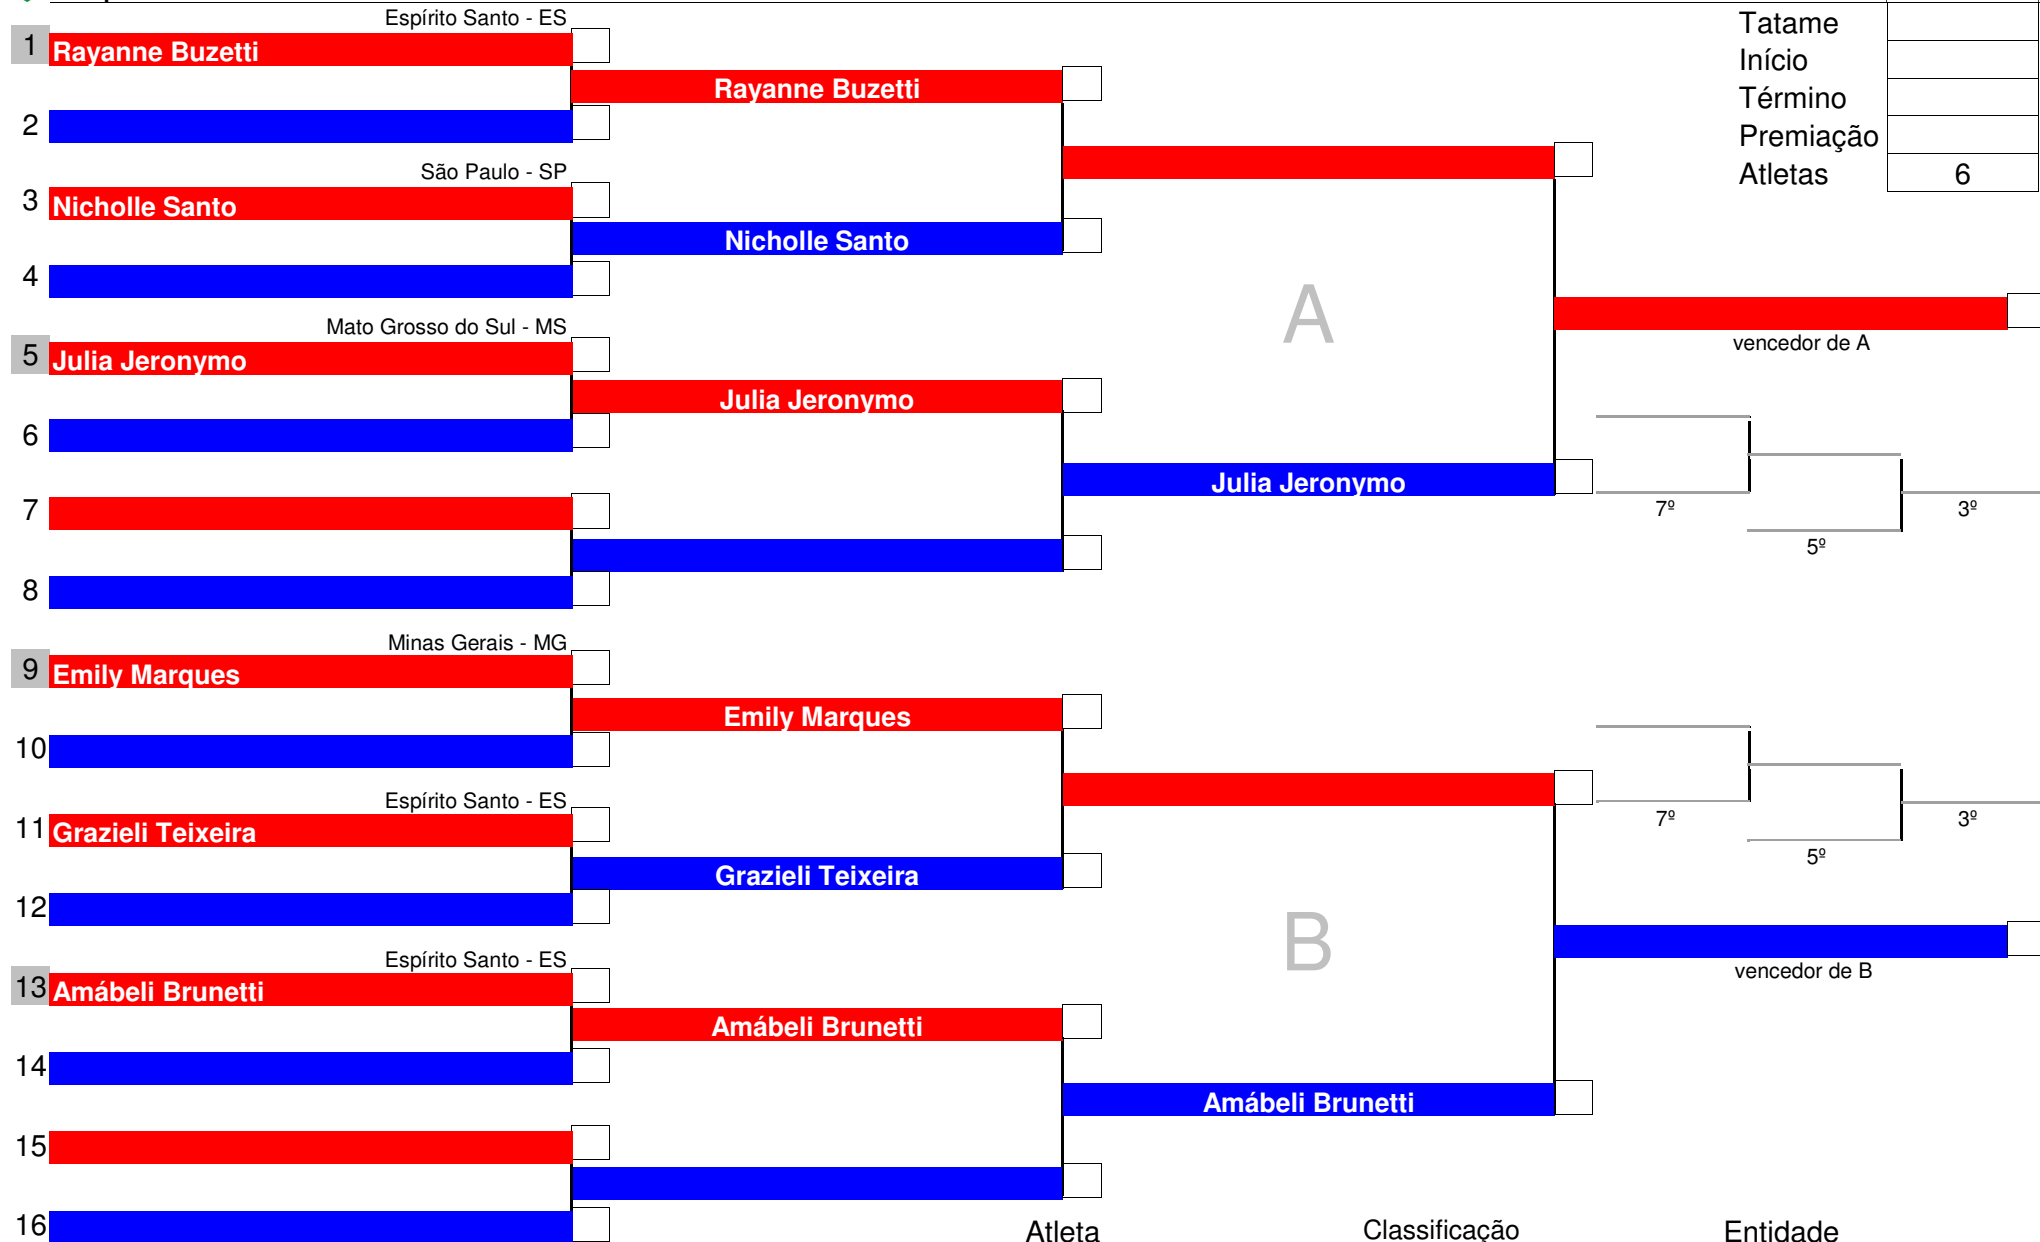 Espírito Santo - ES
1 Rayanne Buzetti
Rayanne Buzetti
2
São Paulo - SP
3 Nicholle Santo
Nicholle Santo
4
Mato Grosso do Sul - MS
5 Julia Jeronymo
Julia Jeronymo
6
Julia Jeronymo
7
8
Minas Gerais - MG
9 Emily Marques
Emily Marques
10
Espírito Santo - ES
11 Grazieli Teixeira
Grazieli Teixeira
12
Espírito Santo - ES
13 Amábeli Brunetti
Amábeli Brunetti
14
Amábeli Brunetti
15
16
A
B
Tatame
Início
Término
Premiação
Atletas 6
vencedor de A
7º
3º
5º
7º
3º
5º
vencedor de B
Atleta Classificação Entidade